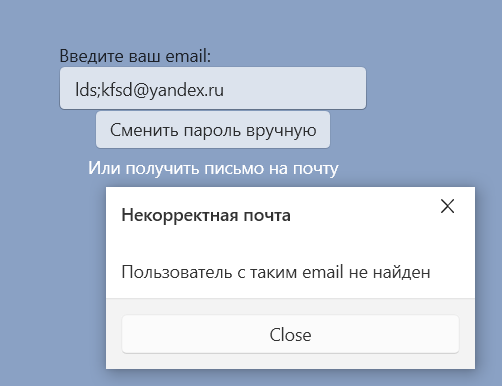 Введите ваш email:
lds;kfsd@yandex.ru
Сменить пароль вручную
Или получить письмо на почту
Некорректная почта
Пользователь с таким email не найден
Close